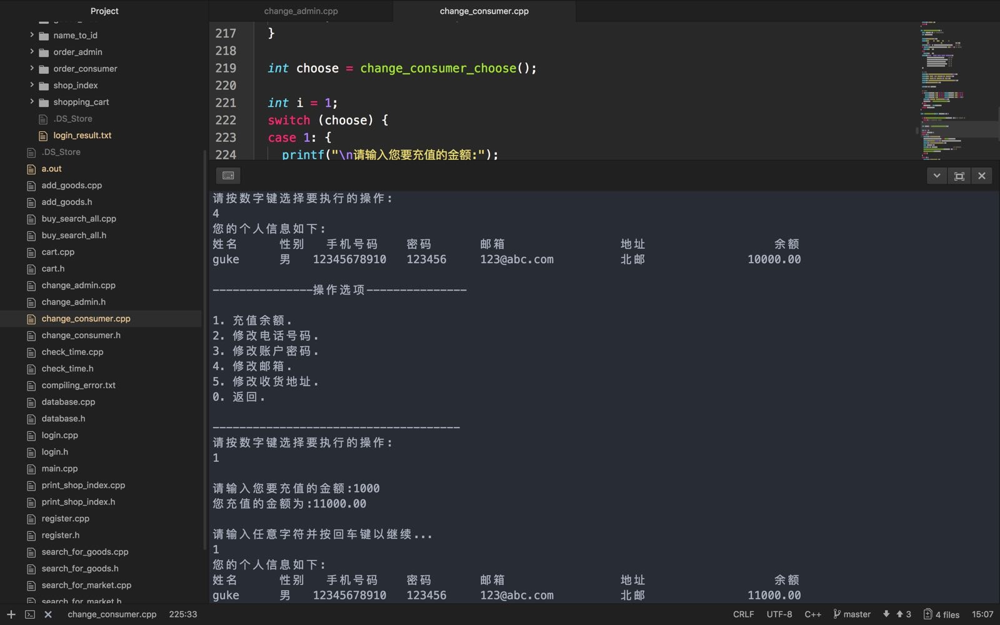 Project
name_to_id
order_admin
order_consumer
shop_index
shopping_cart
.DS_Store
login_result.txt
.DS_Store
a.out
add_goods.cpp
add_goods.h
buy_search_all.cpp
buy_search_all.h
cart.cpp
cart.h
change_admin.cpp
change_admin.h
change_consumer.cpp
change_consumer.h
check_time.cpp
check_time.h
compiling_error.txt
database.cpp
database.h
login.cpp
login.h
main.cpp
print_shop_index.cpp
print_shop_index.h
register.cpp
register.h
search_for_goods.cpp
search_for_goods.h
search_for_market.cpp
search_for_market.h
change_admin.cpp change_consumer.cpp
217 }
218
219 int choose = change_consumer_choose();
220
221 int i = 1;
222 switch (choose) {
223 case 1: {
224 printf("\n请输入您要充值的金额:");
请按数字键选择要执行的操作:
4
您的个人信息如下:
姓名 性别 手机号码 密码 邮箱 地址 余额
guke 男 12345678910 123456 123@abc.com 北邮 10000.00
---------------操作选项---------------
1. 充值余额.
2. 修改电话号码.
3. 修改账户密码.
4. 修改邮箱.
5. 修改收货地址.
0. 返回.
-------------------------------------
请按数字键选择要执行的操作:
1
请输入您要充值的金额:1000
您充值的金额为:11000.00
请输入任意字符并按回车键以继续...
1
您的个人信息如下:
姓名 性别 手机号码 密码 邮箱 地址 余额
guke 男 12345678910 123456 123@abc.com 北邮 11000.00
change_consumer.cpp 225:33 CRLF UTF-8 C++ master 3 4 files 15:07